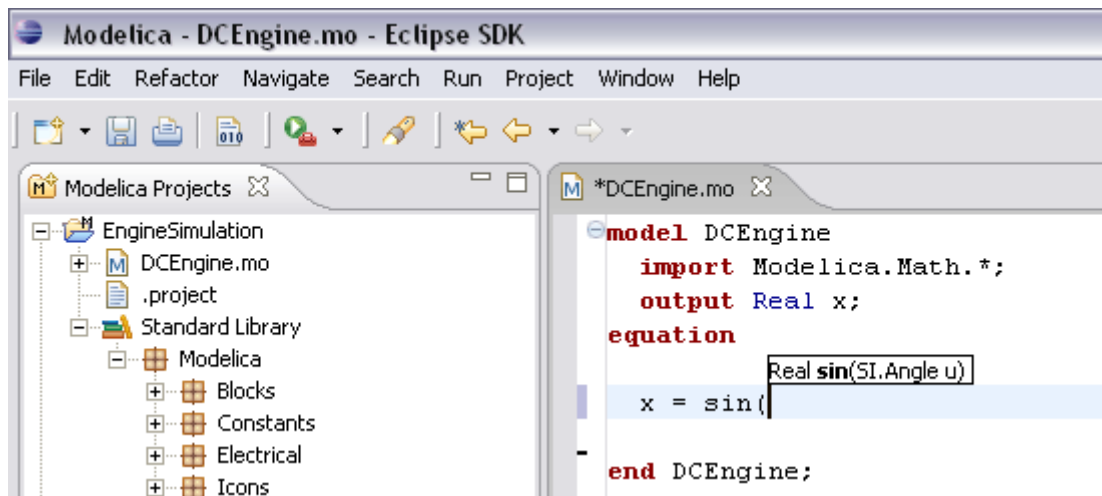 Modelica - DCEngine.mo - Eclipse SDK
File Edit Refactor Navigate Search Run Project Window Help
010
Modelica Projects
EngineSimulation
DCEngine.mo
.project
Standard Library
Modelica
Blocks
Constants
Electrical
Icons
*DCEngine.mo
model DCEngine
import Modelica.Math.*;
output Real x;
equation
Real sin(SI.Angle u)
x = sin(
end DCEngine;